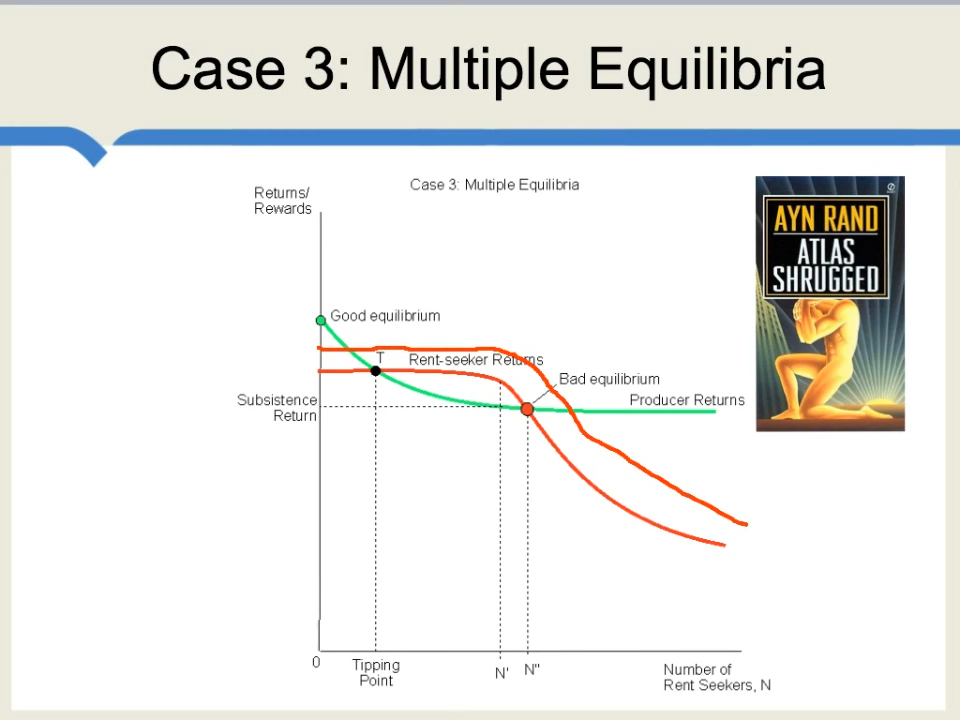 Case 3: Multiple Equilibria
Case 3: Multiple Equilibria
Returns/
Rewards
AYN RAND
ATLAS
SHRUGGED
Good equilibrium
T
Rent-seeker Returns
Bad equilibrium
Subsistence
Return
Producer Returns
0
Tipping
Point
N'
N"
Number of
Rent Seekers, N